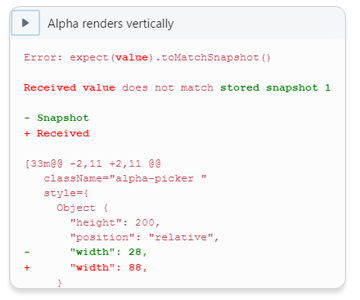 Alpha renders vertically
Error: expect(value).toMatchSnapshot()
Received value does not match stored snapshot 1
- Snapshot
+ Received
[33m@@ -2,11 +2,11 @@
className="alpha-picker "
style={
Object {
"height": 200,
"position": "relative",
- "width": 28,
+ "width": 88,
}